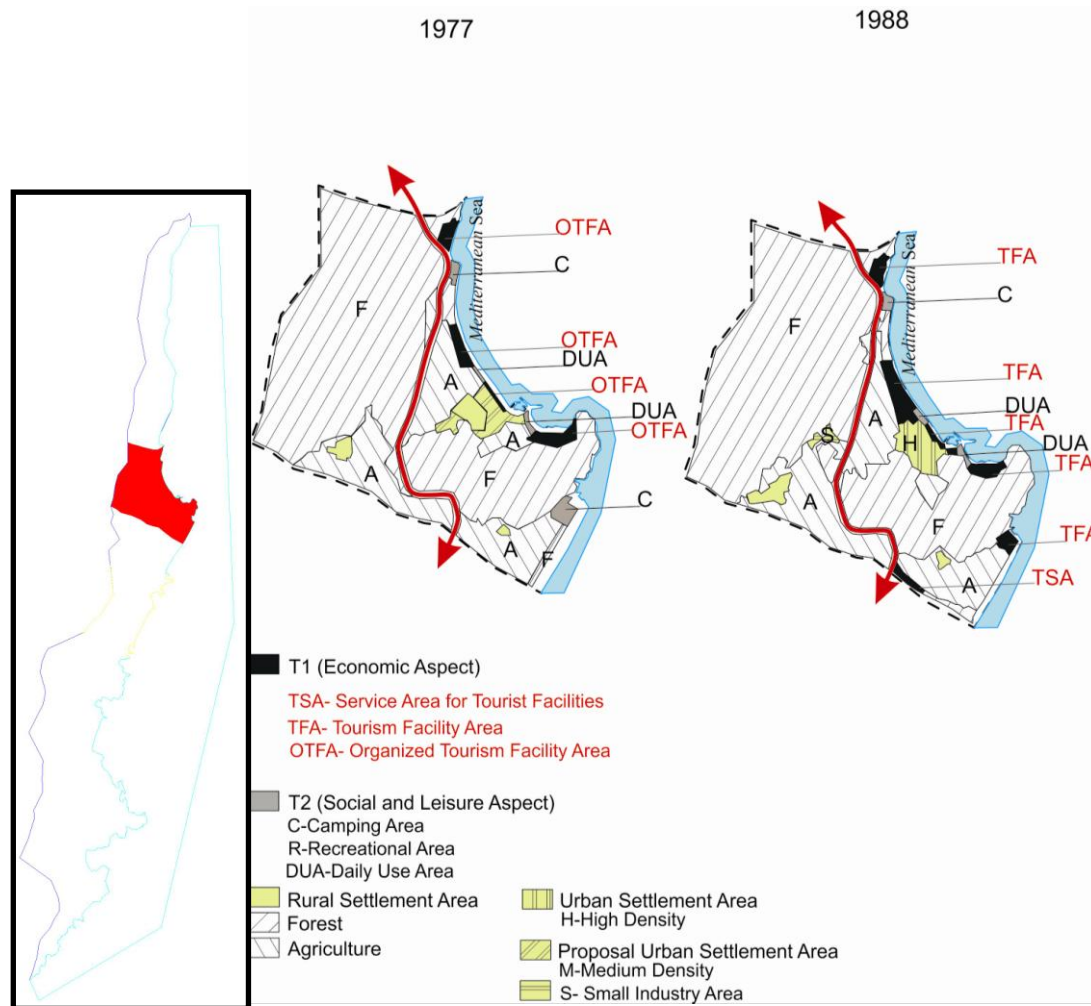 1977
1988
OTFA
Mediterranean Sea
C
F
OTFA
DUA
A
OTFA
DUA
A
OTFA
A
F
C
A
F
TFA
Mediterranean Sea
C
F
TFA
A
DUA
TFA
S
H
DUA
TFA
A
F
TFA
A
TSA
T1 (Economic Aspect)
TSA- Service Area for Tourist Facilities
TFA- Tourism Facility Area
OTFA- Organized Tourism Facility Area
T2 (Social and Leisure Aspect)
C-Camping Area
R-Recreational Area
DUA-Daily Use Area
Rural Settlement Area
Forest
Agriculture
Urban Settlement Area
H-High Density
Proposal Urban Settlement Area
M-Medium Density
S- Small Industry Area